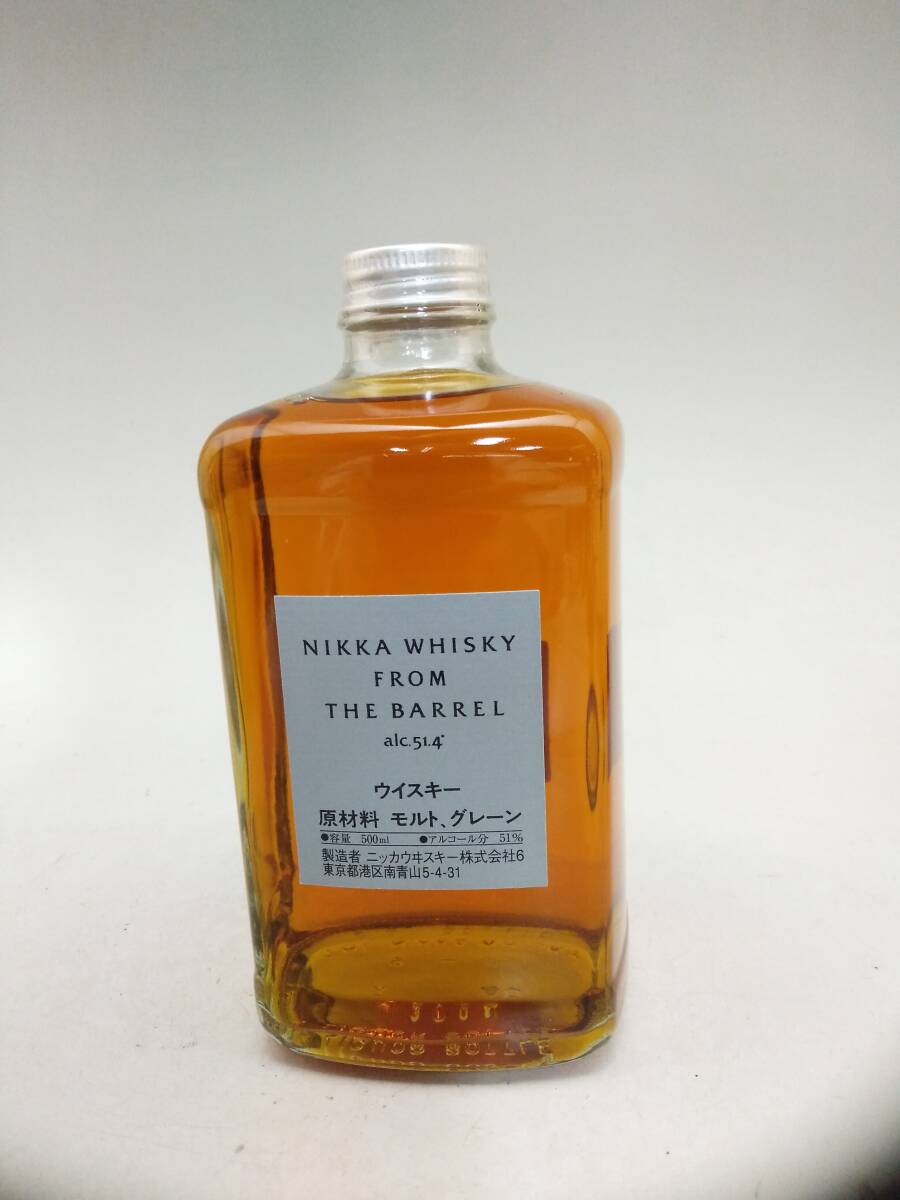 NIKKA WHISKY
FROM
THE BARREL
alc.51.4°
ウイスキー
原材料 モルト、グレーン
●容量 500ml ●アルコール分 51%
製造者 ニッカウヰスキー株式会社6
東京都港区南青山5-4-31